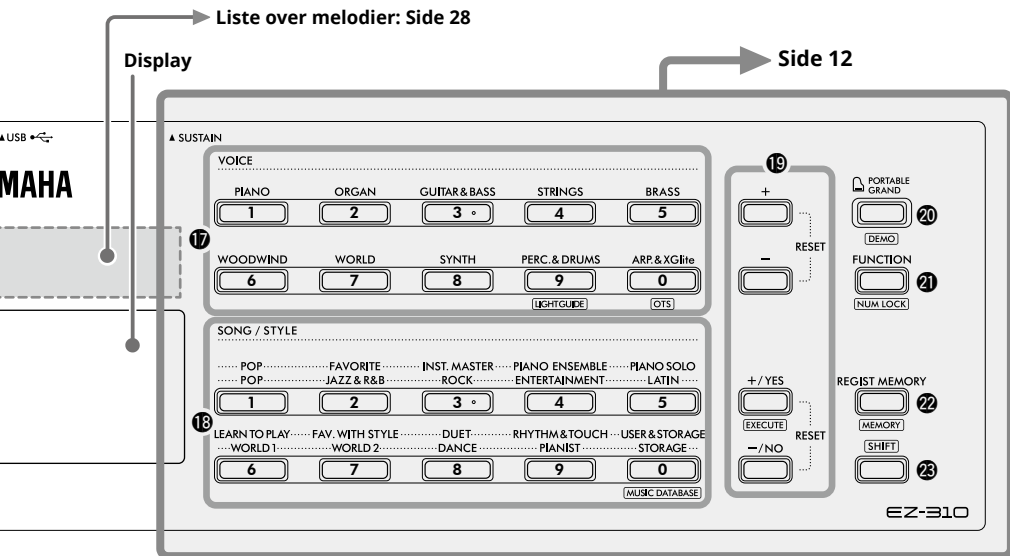 Liste over melodier: Side 28
Display
Side 12
▲USB
▲ SUSTAIN
MAHA
VOICE
PIANO ORGAN GUITAR & BASS STRINGS BRASS
1 2 3 4 5
⓱
WOODWIND WORLD SYNTH PERC. & DRUMS ARP. & XGlite
6 7 8 9 0
LIGHTGUIDE OTS
SONG / STYLE
POP FAVORITE INST. MASTER PIANO ENSEMBLE PIANO SOLO
POP JAZZ & R&B ROCK ENTERTAINMENT LATIN
1 2 3 4 5
⓲
LEARN TO PLAY FAV. WITH STYLE DUET RHYTHM & TOUCH USER & STORAGE
WORLD 1 WORLD 2 DANCE PIANIST STORAGE
6 7 8 9 0
MUSIC DATABASE
⓳
+
RESET
−
+/YES
EXECUTE
RESET
−/NO
PORTABLE
GRAND
⓴
DEMO
FUNCTION
㉑
NUM LOCK
REGIST MEMORY
㉒
MEMORY
SHIFT
㉓
EZ-310